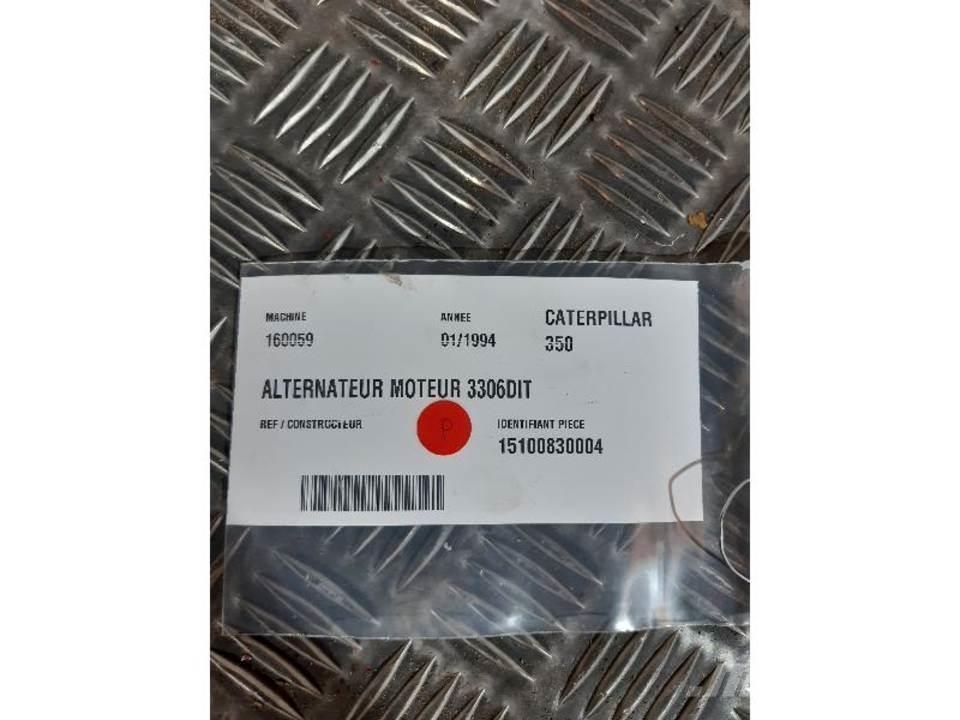 MACHINE
ANNEE
CATERPILLAR
160059
01/1994
350
ALTERNATEUR MOTEUR 3306DIT
REF / CONSTRUCTEUR
P
IDENTIFIANT PIECE
15100830004